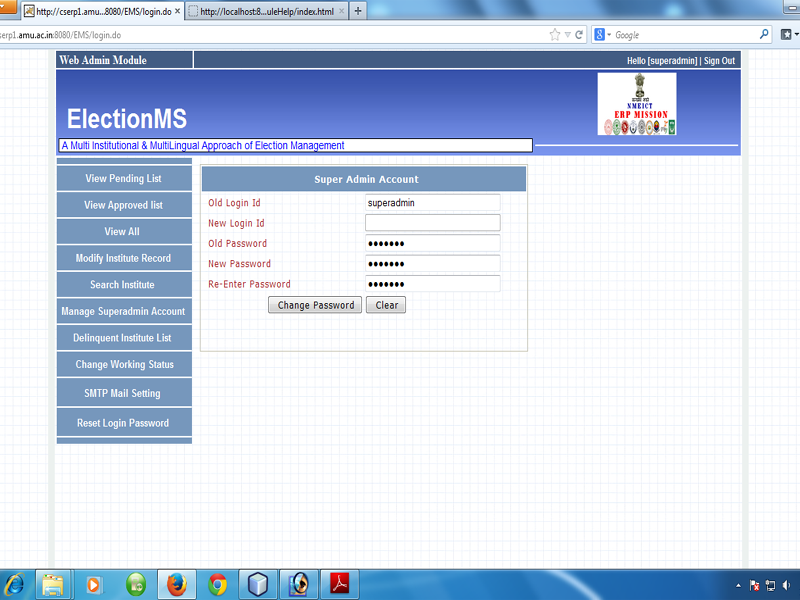 http://cserp1.amu...8080/EMS/login.do
http://localhost:8...uleHelp/index.html
cserp1.amu.ac.in:8080/EMS/login.do
Google
Web Admin Module
Hello [superadmin] | Sign Out
ElectionMS
NMEICT
ERP MISSION
A Multi Institutional & MultiLingual Approach of Election Management
View Pending List
View Approved list
View All
Modify Institute Record
Search Institute
Manage Superadmin Account
Delinquent Institute List
Change Working Status
SMTP Mail Setting
Reset Login Password
Super Admin Account
Old Login Id
superadmin
New Login Id
Old Password
New Password
Re-Enter Password
Change Password
Clear